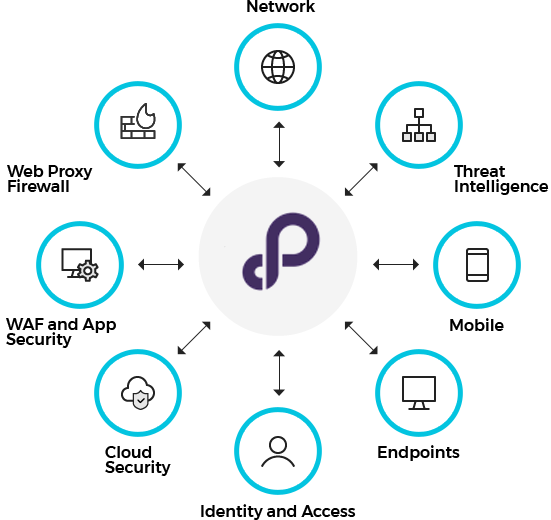 Network
Web Proxy
Firewall
Threat
Intelligence
WAF and App
Security
Mobile
Cloud
Security
Endpoints
Identity and Access